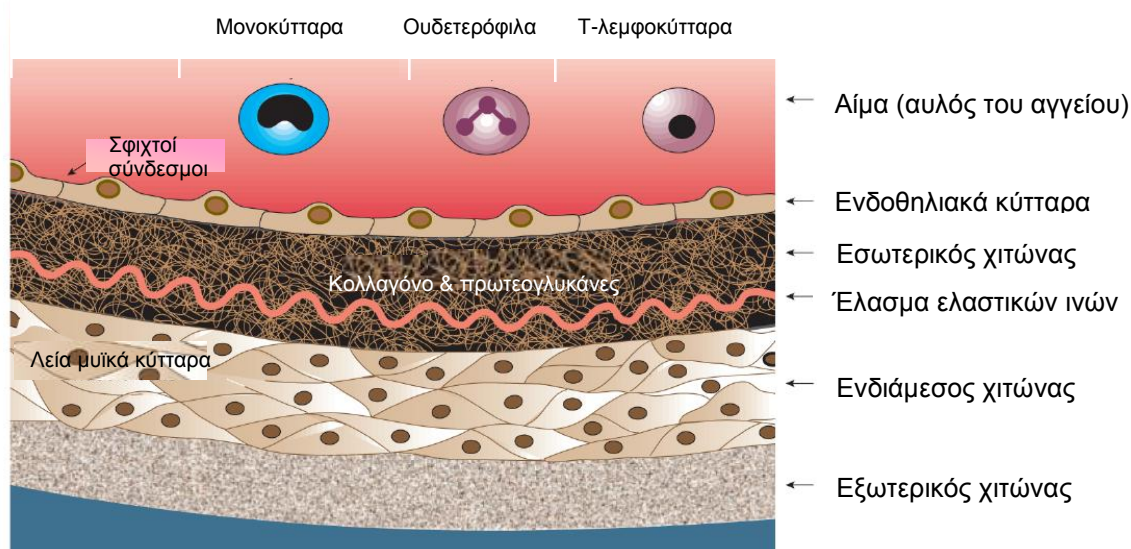 Μονοκύτταρα Ουδετερόφιλα Τ-λεμφοκύτταρα
Αίμα (αυλός του αγγείου)
Σφιχτοί
σύνδεσμοι
Ενδοθηλιακά κύτταρα
Εσωτερικός χιτώνας
Κολλαγόνο & πρωτεογλυκάνες
Έλασμα ελαστικών ινών
Λεία μυϊκά κύτταρα
Ενδιάμεσος χιτώνας
Εξωτερικός χιτώνας